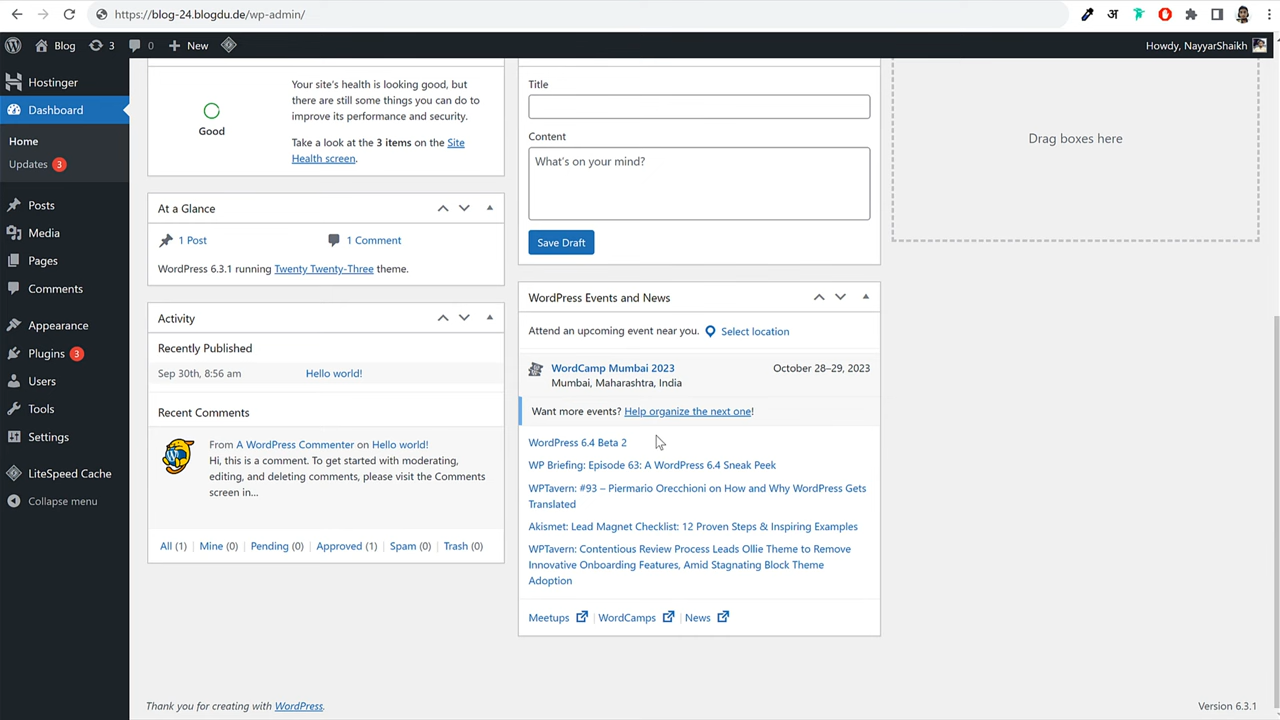 https://blog-24.blogdu.de/wp-admin/
अ
Blog
3
0
New
Howdy, NayyarShaikh
Hostinger
Dashboard
Home
Updates 3
Posts
Media
Pages
Comments
Appearance
Plugins 3
Users
Tools
Settings
LiteSpeed Cache
Collapse menu
Good
Your site's health is looking good, but
there are still some things you can do to
improve its performance and security.
Take a look at the 3 items on the Site
Health screen.
At a Glance
1 Post
1 Comment
WordPress 6.3.1 running Twenty Twenty-Three theme.
Activity
Recently Published
Sep 30th, 8:56 am
Hello world!
Recent Comments
From A WordPress Commenter on Hello world!
Hi, this is a comment. To get started with moderating,
editing, and deleting comments, please visit the Comments
screen in…
All (1) | Mine (0) | Pending (0) | Approved (1) | Spam (0) | Trash (0)
Title
Content
What's on your mind?
Save Draft
WordPress Events and News
Attend an upcoming event near you. Select location
WordCamp Mumbai 2023
October 28–29, 2023
Mumbai, Maharashtra, India
Want more events? Help organize the next one!
WordPress 6.4 Beta 2
WP Briefing: Episode 63: A WordPress 6.4 Sneak Peek
WPTavern: #93 – Piermario Orecchioni on How and Why WordPress Gets
Translated
Akismet: Lead Magnet Checklist: 12 Proven Steps & Inspiring Examples
WPTavern: Contentious Review Process Leads Ollie Theme to Remove
Innovative Onboarding Features, Amid Stagnating Block Theme
Adoption
Meetups | WordCamps | News
Drag boxes here
Thank you for creating with WordPress.
Version 6.3.1